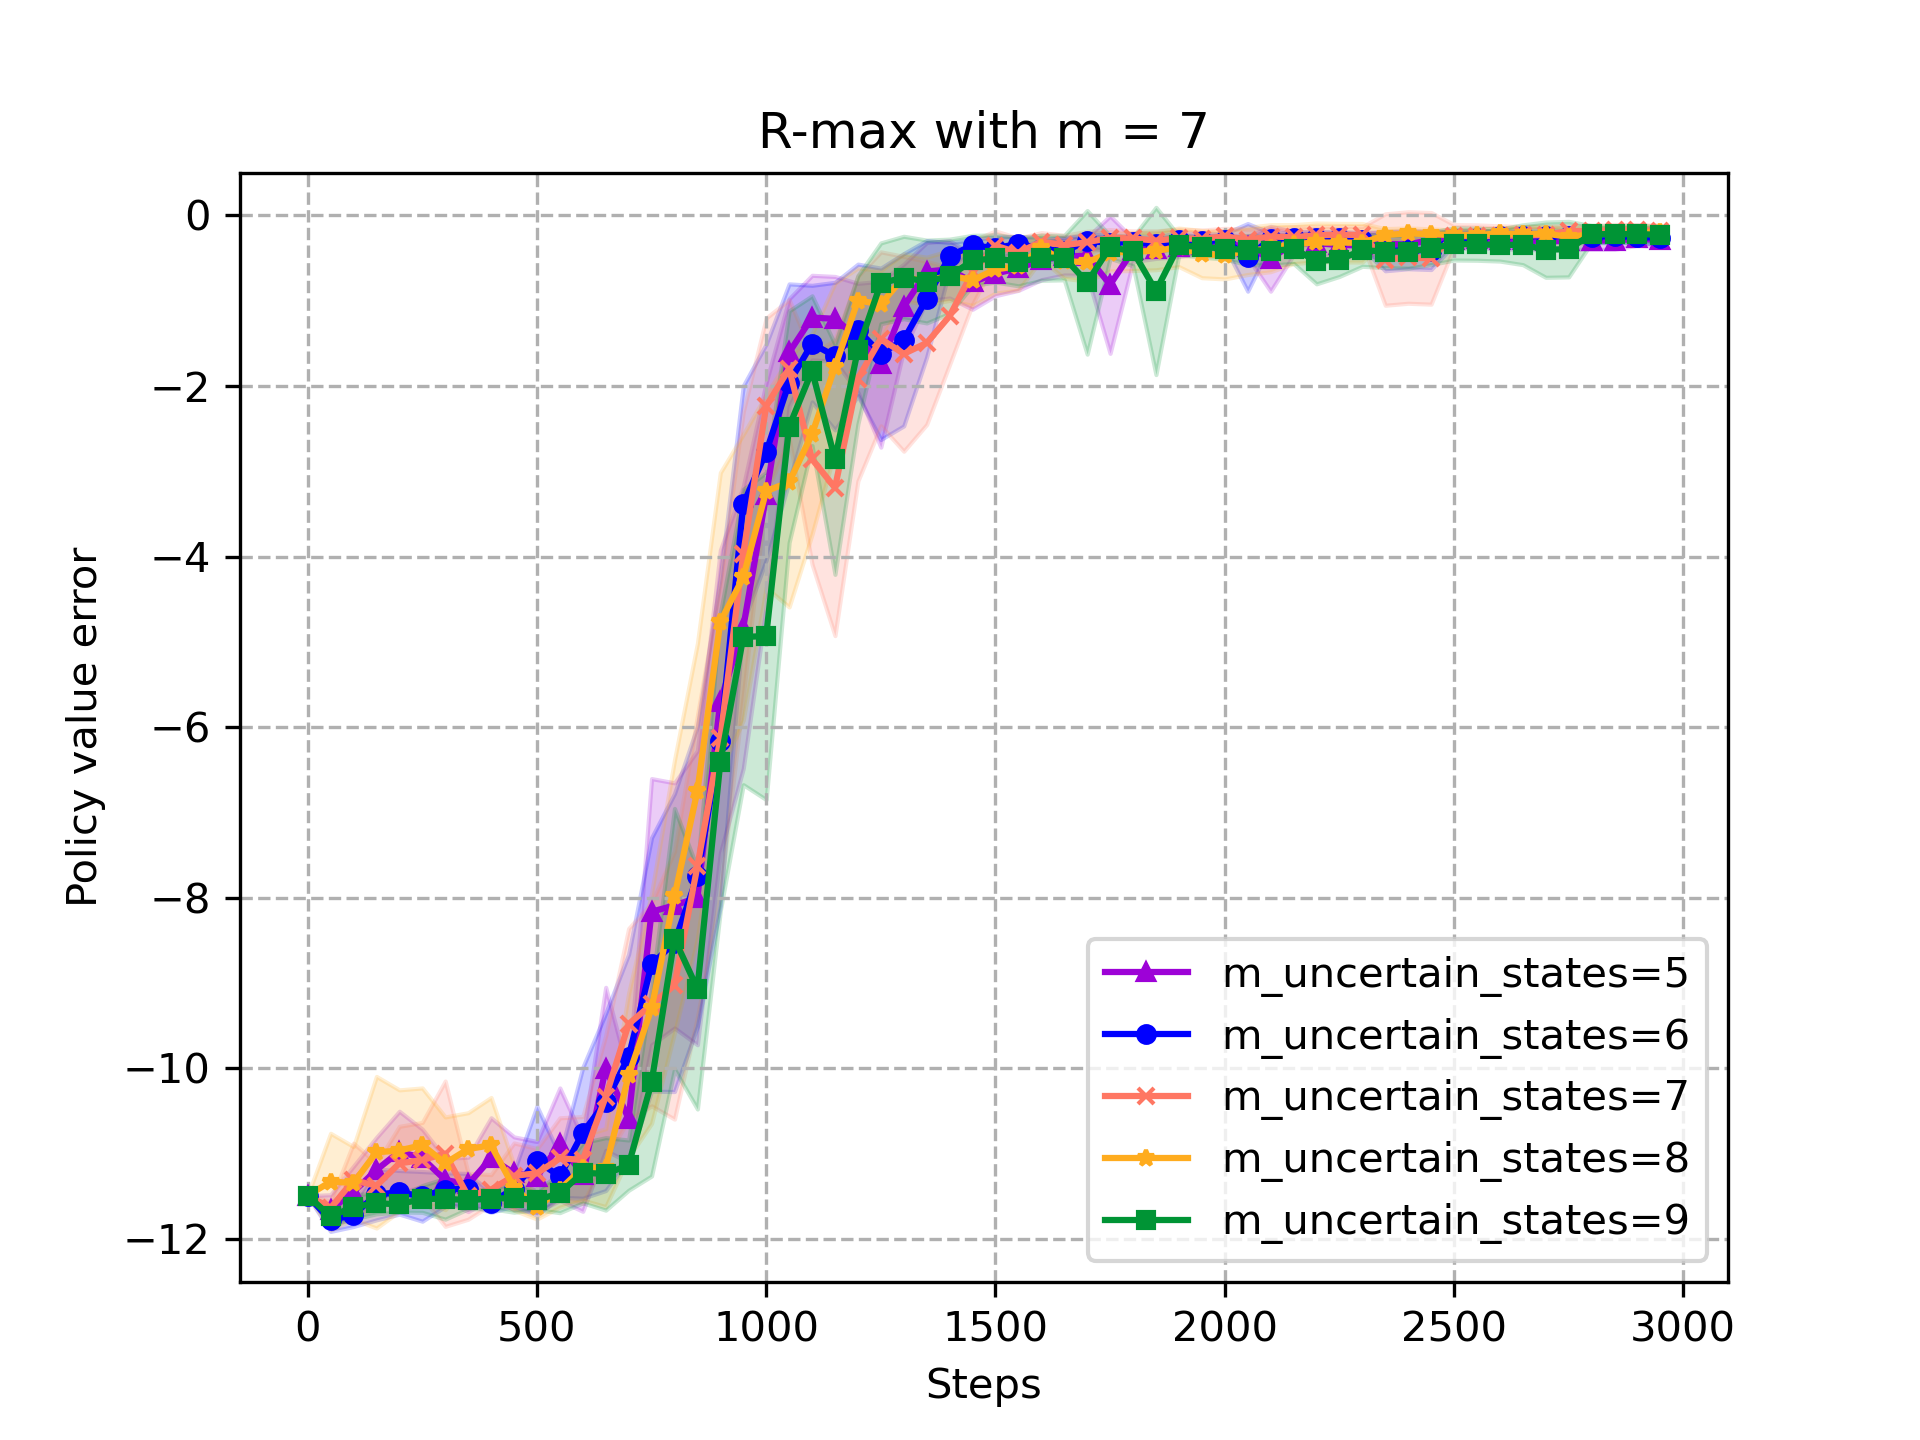 R-max with m = 7
0
−2
−4
−6
−8
−10
−12
Policy value error
m_uncertain_states=5
m_uncertain_states=6
m_uncertain_states=7
m_uncertain_states=8
m_uncertain_states=9
0 500 1000 1500 2000 2500 3000
Steps